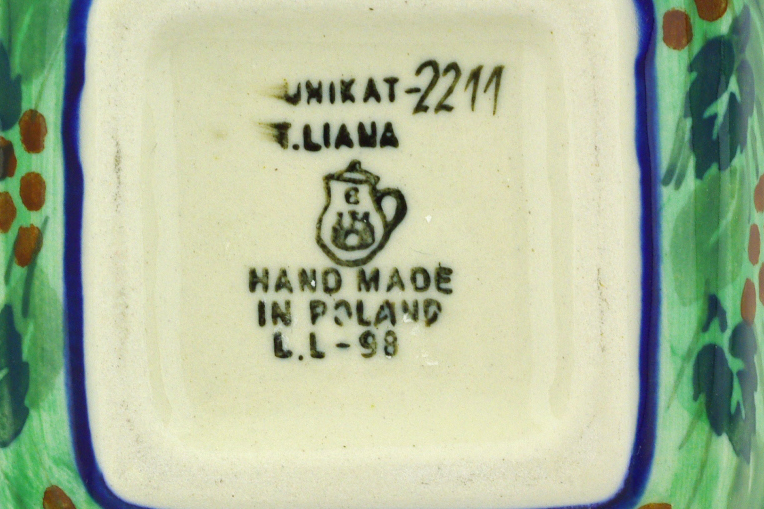 UNIKAT-2211
T.LIANA
HAND MADE
IN POLAND
L.L-98